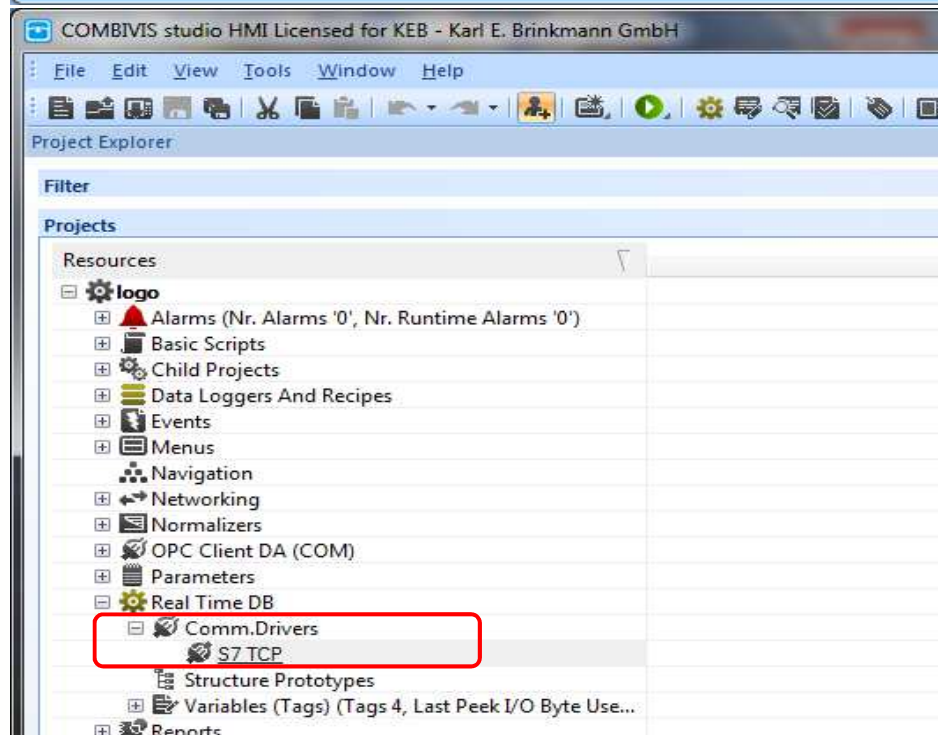 COMBIVIS studio HMI Licensed for KEB - Karl E. Brinkmann GmbH
File Edit View Tools Window Help
Project Explorer
Filter
Projects
Resources
logo
Alarms (Nr. Alarms '0', Nr. Runtime Alarms '0')
Basic Scripts
Child Projects
Data Loggers And Recipes
Events
Menus
Navigation
Networking
Normalizers
OPC Client DA (COM)
Parameters
Real Time DB
Comm.Drivers
S7 TCP
Structure Prototypes
Variables (Tags) (Tags 4, Last Peek I/O Byte Use...
Reports